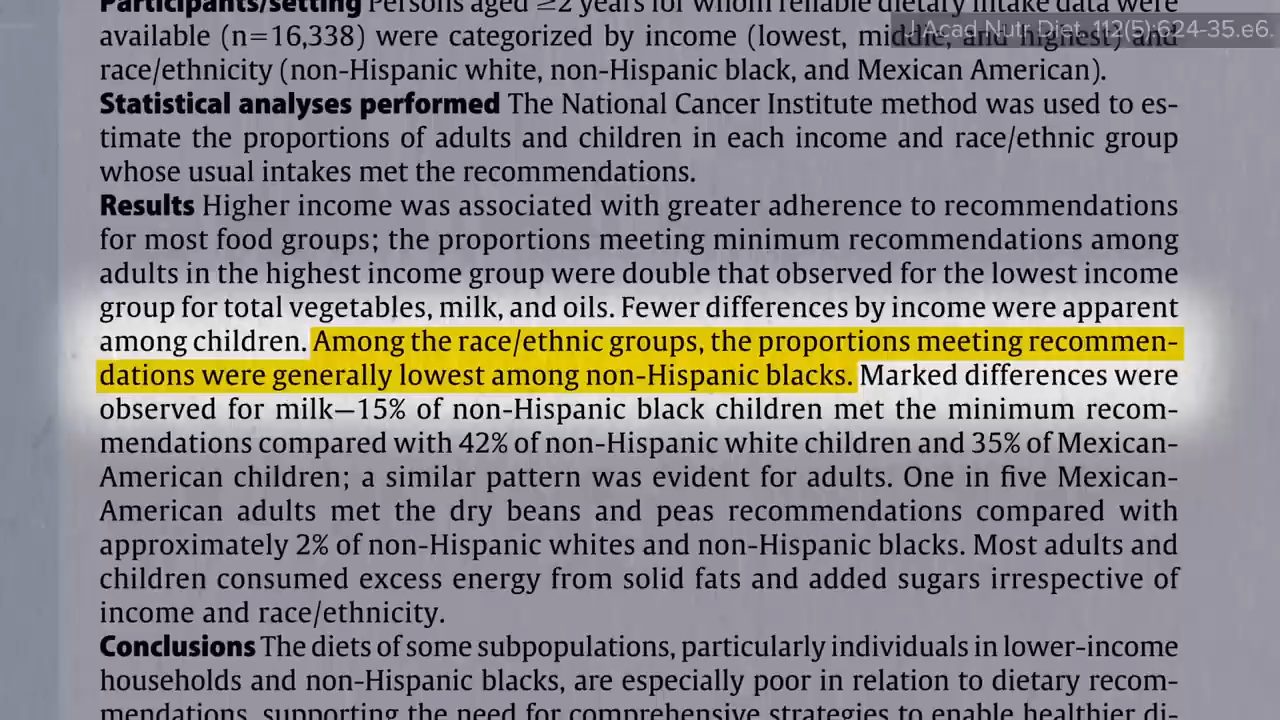 Participants/setting Persons aged ≥2 years for whom reliable dietary intake data were
J Acad Nutr Diet. 112(5):624-35.e6.
available (n=16,338) were categorized by income (lowest, middle, and highest) and
race/ethnicity (non-Hispanic white, non-Hispanic black, and Mexican American).
Statistical analyses performed The National Cancer Institute method was used to es-
timate the proportions of adults and children in each income and race/ethnic group
whose usual intakes met the recommendations.
Results Higher income was associated with greater adherence to recommendations
for most food groups; the proportions meeting minimum recommendations among
adults in the highest income group were double that observed for the lowest income
group for total vegetables, milk, and oils. Fewer differences by income were apparent
among children. Among the race/ethnic groups, the proportions meeting recommen-
dations were generally lowest among non-Hispanic blacks. Marked differences were
observed for milk—15% of non-Hispanic black children met the minimum recom-
mendations compared with 42% of non-Hispanic white children and 35% of Mexican-
American children; a similar pattern was evident for adults. One in five Mexican-
American adults met the dry beans and peas recommendations compared with
approximately 2% of non-Hispanic whites and non-Hispanic blacks. Most adults and
children consumed excess energy from solid fats and added sugars irrespective of
income and race/ethnicity.
Conclusions The diets of some subpopulations, particularly individuals in lower-income
households and non-Hispanic blacks, are especially poor in relation to dietary recom-
mendations, supporting the need for comprehensive strategies to enable healthier di-